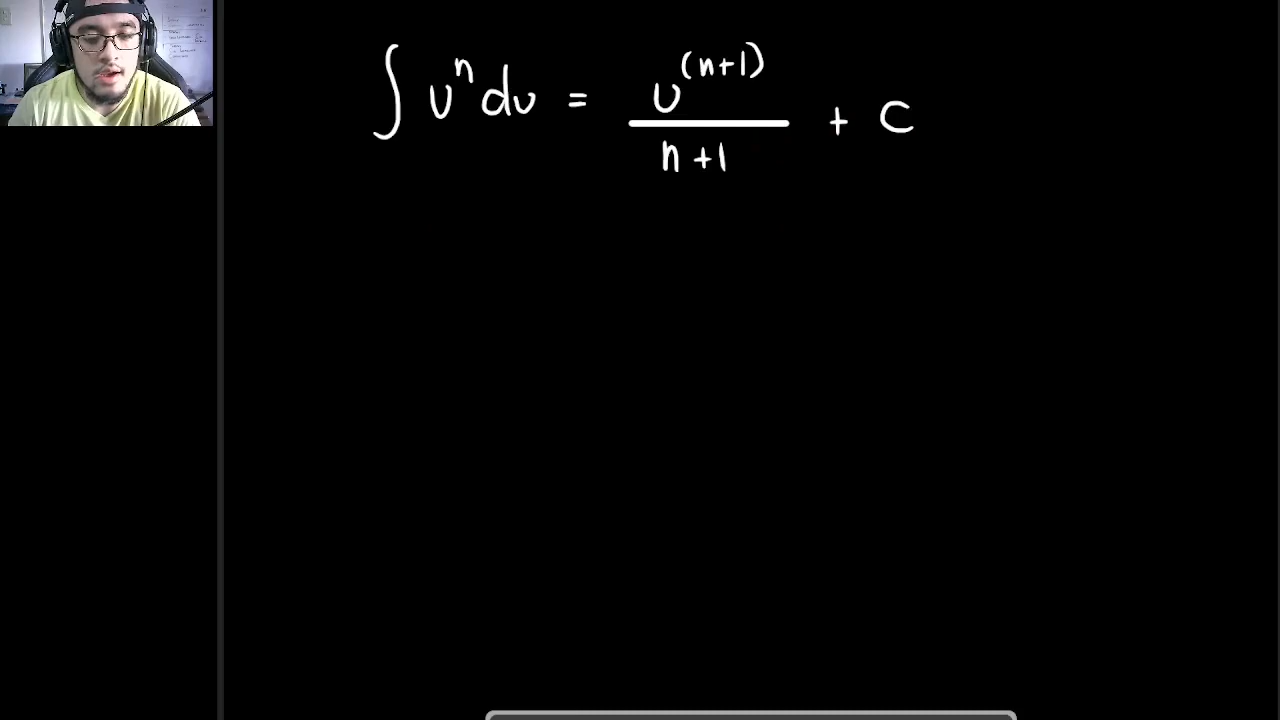 ∫ u^n du = u^(n+1) / n+1 + C